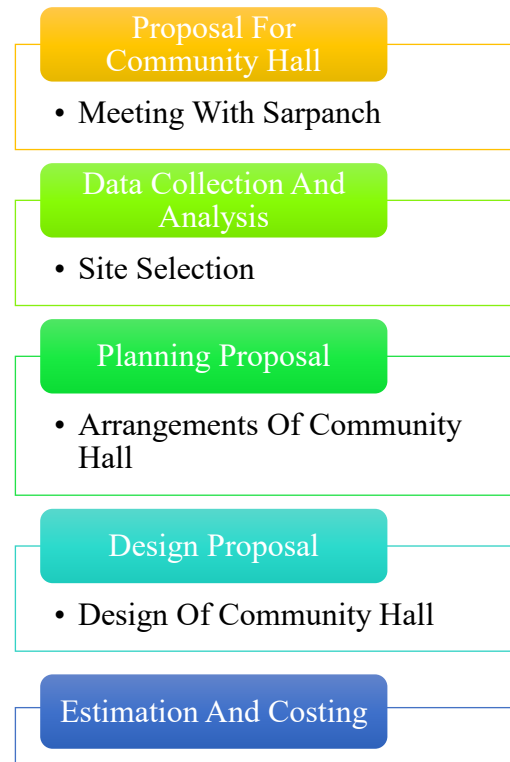 Proposal For
Community Hall
• Meeting With Sarpanch
Data Collection And
Analysis
• Site Selection
Planning Proposal
• Arrangements Of Community
Hall
Design Proposal
• Design Of Community Hall
Estimation And Costing